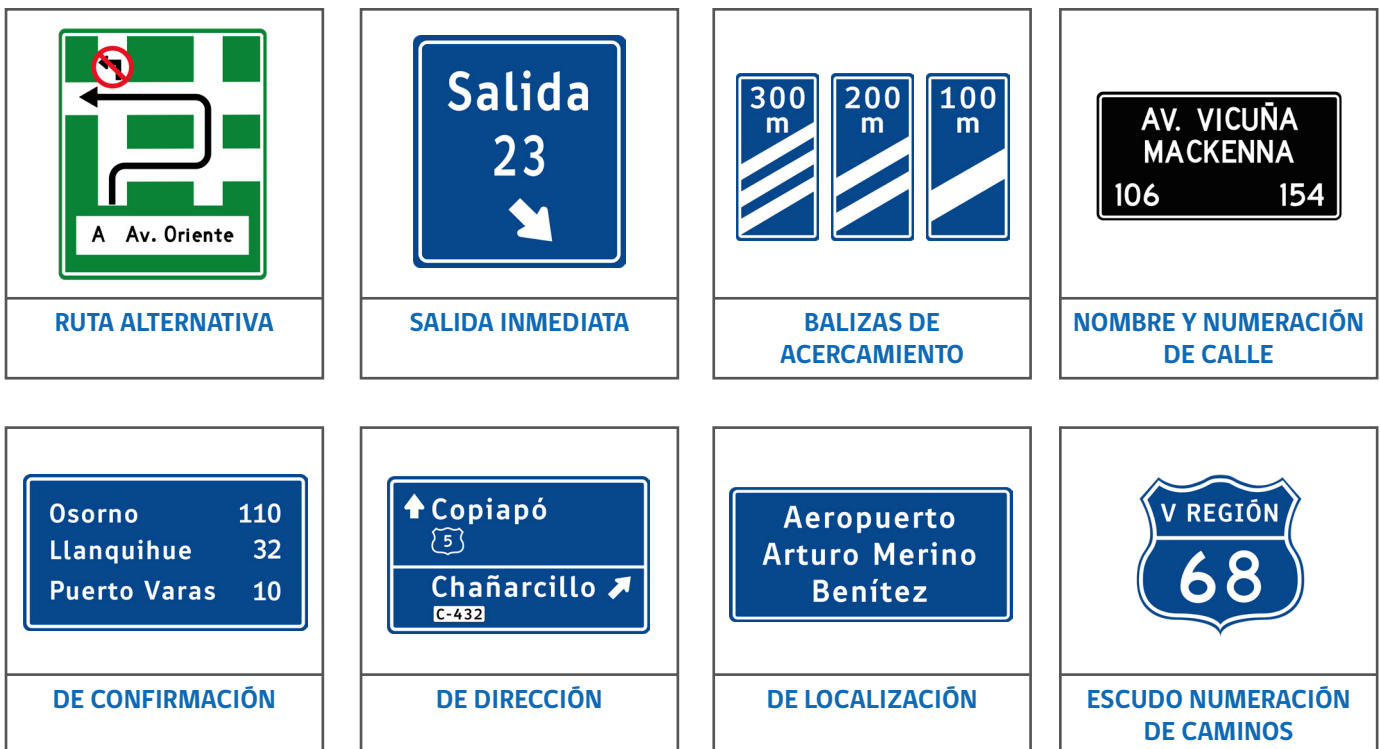 A Av. Oriente
RUTA ALTERNATIVA
Salida
23
SALIDA INMEDIATA
300
m
200
m
100
m
BALIZAS DE
ACERCAMIENTO
AV. VICUÑA
MACKENNA
106 154
NOMBRE Y NUMERACIÓN
DE CALLE
Osorno 110
Llanquihue 32
Puerto Varas 10
DE CONFIRMACIÓN
Copiapó
5
Chañarcillo
C-432
DE DIRECCIÓN
Aeropuerto
Arturo Merino
Benítez
DE LOCALIZACIÓN
V REGIÓN
68
ESCUDO NUMERACIÓN
DE CAMINOS